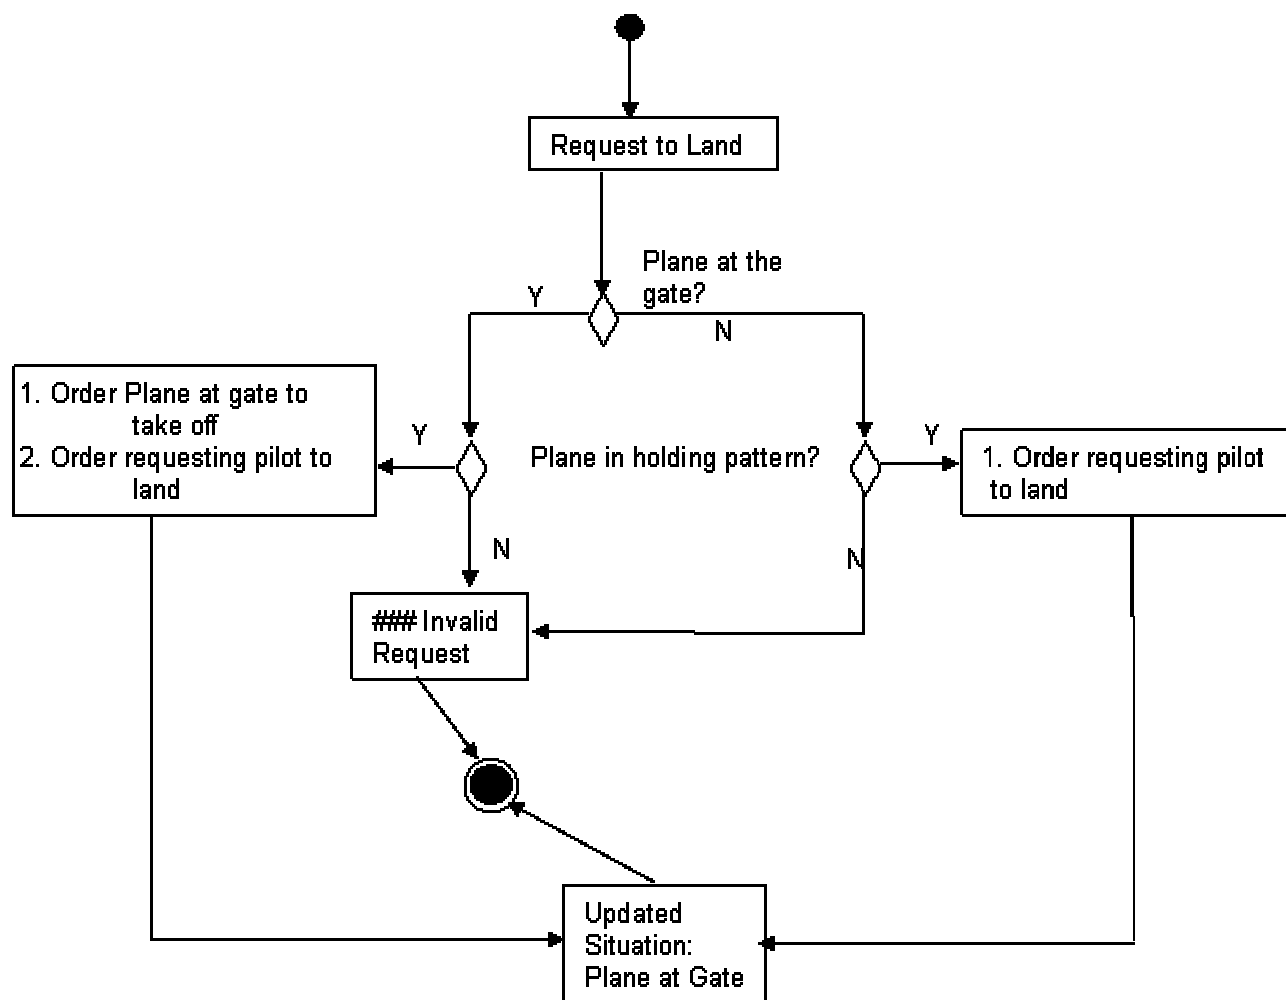 Request to Land
Plane at the
gate?
Y
N
1. Order Plane at gate to
take off
2. Order requesting pilot to
land
Y
Plane in holding pattern?
Y
1. Order requesting pilot
to land
N
N
### Invalid
Request
Updated
Situation:
Plane at Gate